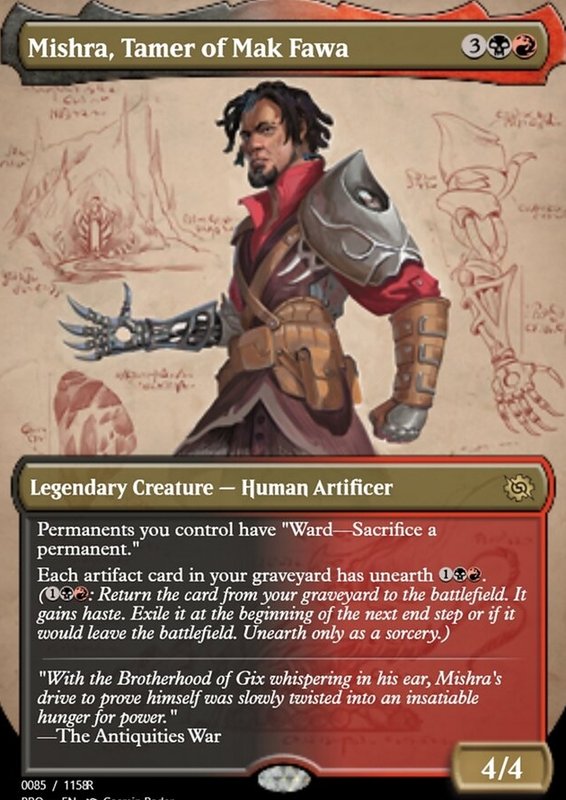 Mishra, Tamer of Mak Fawa
3
Legendary Creature — Human Artificer
Permanents you control have "Ward—Sacrifice a
permanent."
Each artifact card in your graveyard has unearth 1.
(1: Return the card from your graveyard to the battlefield. It
gains haste. Exile it at the beginning of the next end step or if it
would leave the battlefield. Unearth only as a sorcery.)
"With the Brotherhood of Gix whispering in his ear, Mishra's
drive to prove himself was slowly twisted into an insatiable
hunger for power."
—The Antiquities War
4/4
0085 / 1158R